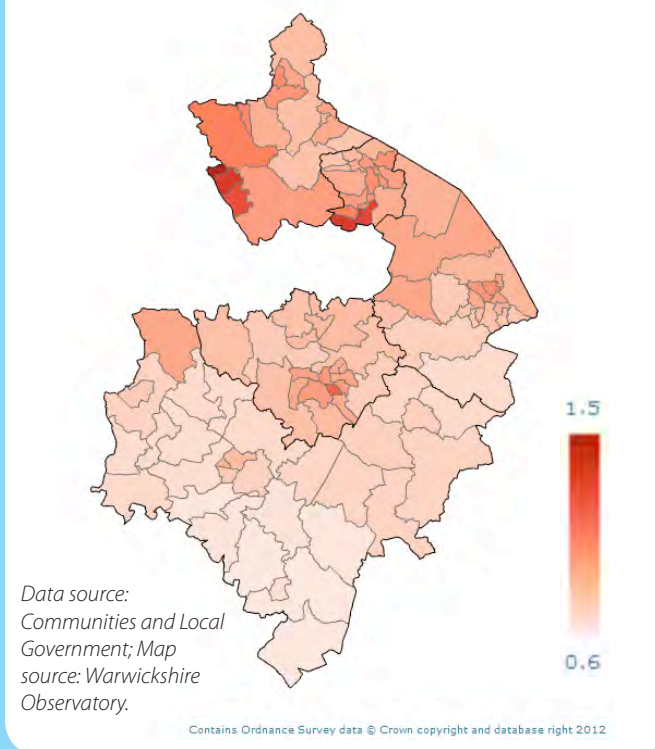 1.5
0.6
Data source:
Communities and Local
Government; Map
source: Warwickshire
Observatory.
Contains Ordnance Survey data © Crown copyright and database right 2012